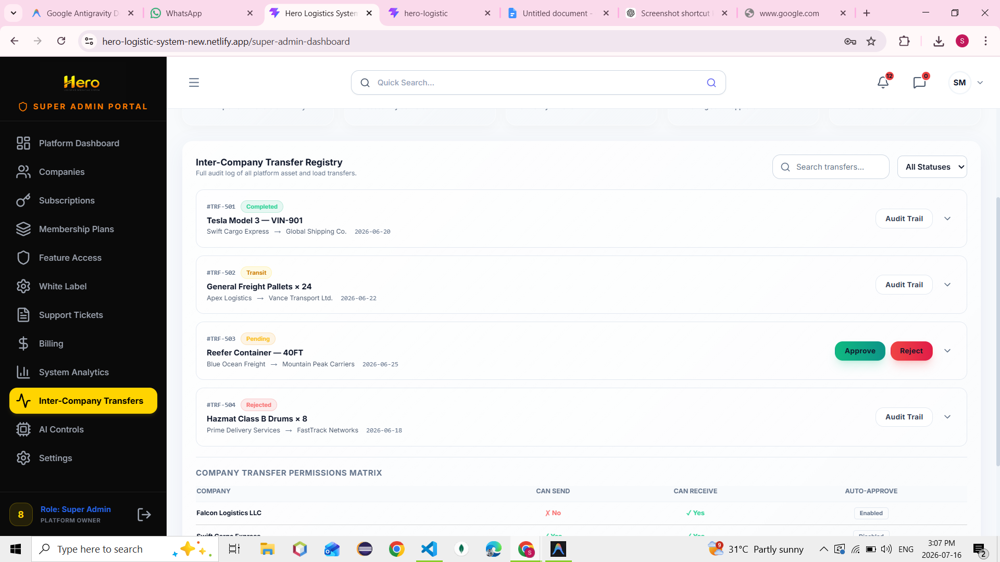 Google Antigravity D
WhatsApp
Hero Logistics System
hero-logistic
Untitled document -
Screenshot shortcut
www.google.com
hero-logistic-system-new.netlify.app/super-admin-dashboard
S
Hero
SUPER ADMIN PORTAL
Quick Search...
12
0
SM
Platform Dashboard
Companies
Subscriptions
Membership Plans
Feature Access
White Label
Support Tickets
Billing
System Analytics
Inter-Company Transfers
AI Controls
Settings
8
Role: Super Admin
PLATFORM OWNER
Inter-Company Transfer Registry
Full audit log of all platform asset and load transfers.
Search transfers...
All Statuses
#TRF-501 Completed
Tesla Model 3 — VIN-901
Swift Cargo Express → Global Shipping Co. 2026-06-20
Audit Trail
#TRF-502 Transit
General Freight Pallets × 24
Apex Logistics → Vance Transport Ltd. 2026-06-22
Audit Trail
#TRF-503 Pending
Reefer Container — 40FT
Blue Ocean Freight → Mountain Peak Carriers 2026-06-25
Approve
Reject
#TRF-504 Rejected
Hazmat Class B Drums × 8
Prime Delivery Services → FastTrack Networks 2026-06-18
Audit Trail
COMPANY TRANSFER PERMISSIONS MATRIX
COMPANY CAN SEND CAN RECEIVE AUTO-APPROVE
Falcon Logistics LLC ✗ No ✓ Yes Enabled
Swift Cargo Express ✓ Yes ✓ Yes Disabled
Type here to search
9
31°C Partly sunny
ENG
3:07 PM
2026-07-16
2